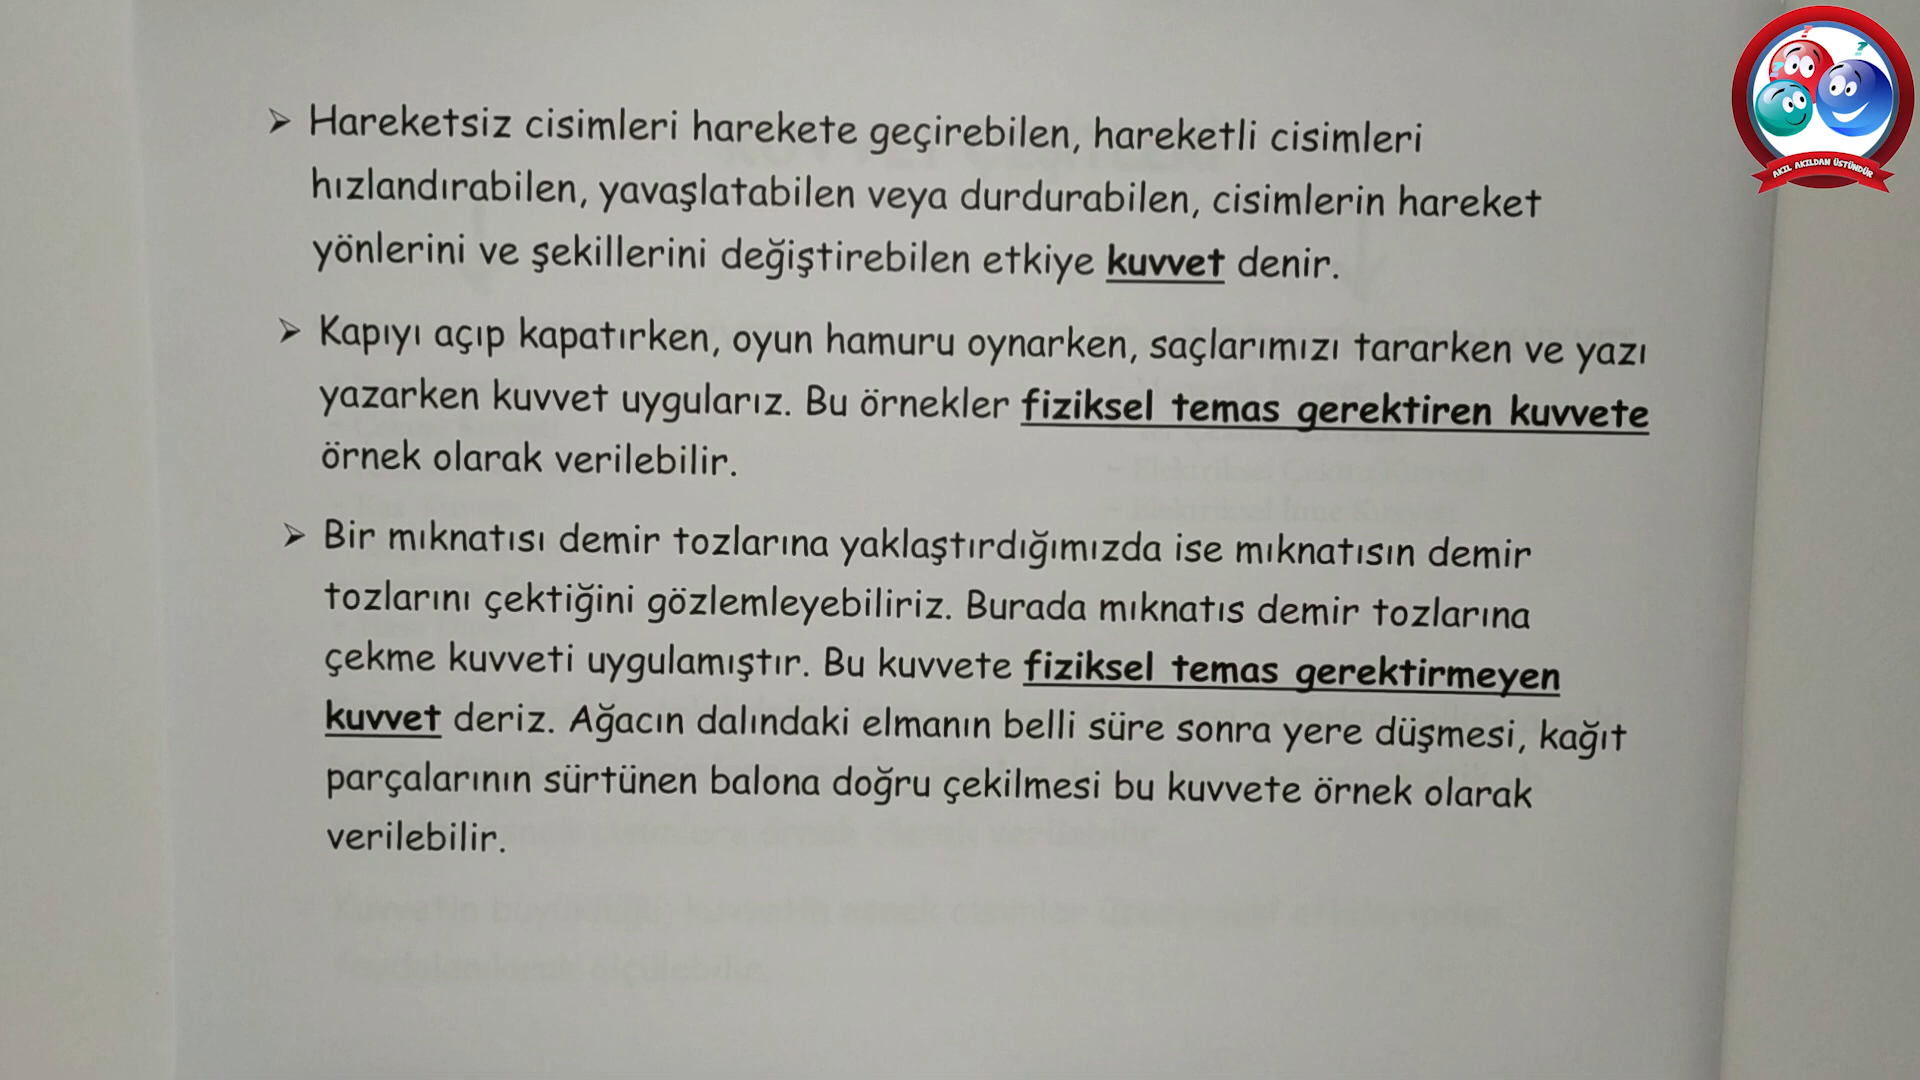 ➢ Hareketsiz cisimleri harekete geçirebilen, hareketli cisimleri
hızlandırabilen, yavaşlatabilen veya durdurabilen, cisimlerin hareket
yönlerini ve şekillerini değiştirebilen etkiye kuvvet denir.
➢ Kapıyı açıp kapatırken, oyun hamuru oynarken, saçlarımızı tararken ve yazı
yazarken kuvvet uygularız. Bu örnekler fiziksel temas gerektiren kuvvete
örnek olarak verilebilir.
➢ Bir mıknatısı demir tozlarına yaklaştırdığımızda ise mıknatısın demir
tozlarını çektiğini gözlemleyebiliriz. Burada mıknatıs demir tozlarına
çekme kuvveti uygulamıştır. Bu kuvvete fiziksel temas gerektirmeyen
kuvvet deriz. Ağacın dalındaki elmanın belli süre sonra yere düşmesi, kağıt
parçalarının sürtünen balona doğru çekilmesi bu kuvvete örnek olarak
verilebilir.
AKIL AKILDAN ÜSTÜNDÜR